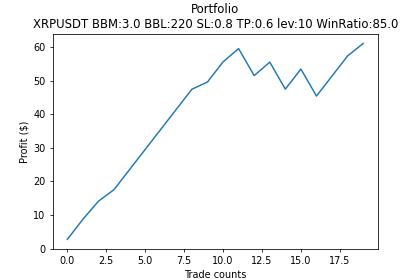 Portfolio
XRPUSDT BBM:3.0 BBL:220 SL:0.8 TP:0.6 lev:10 WinRatio:85.0
60
50
40
30
20
10
0
Profit ($)
0.0 2.5 5.0 7.5 10.0 12.5 15.0 17.5
Trade counts